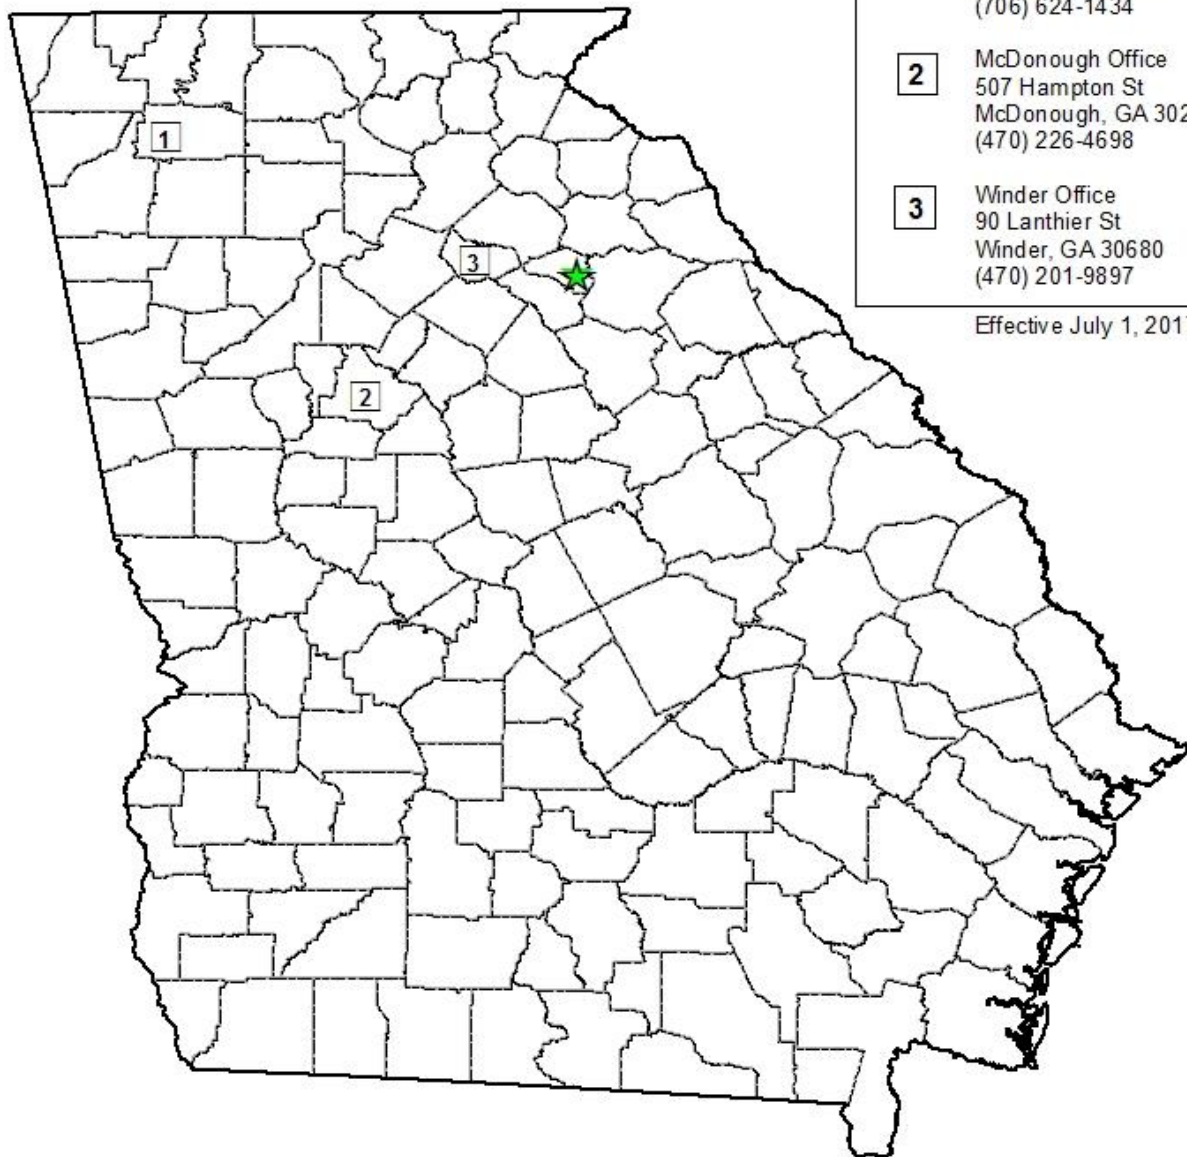 (706) 624-1434
2
McDonough Office
507 Hampton St
McDonough, GA 302
(470) 226-4698
3
Winder Office
90 Lanthier St
Winder, GA 30680
(470) 201-9897
Effective July 1, 201
1
3
2